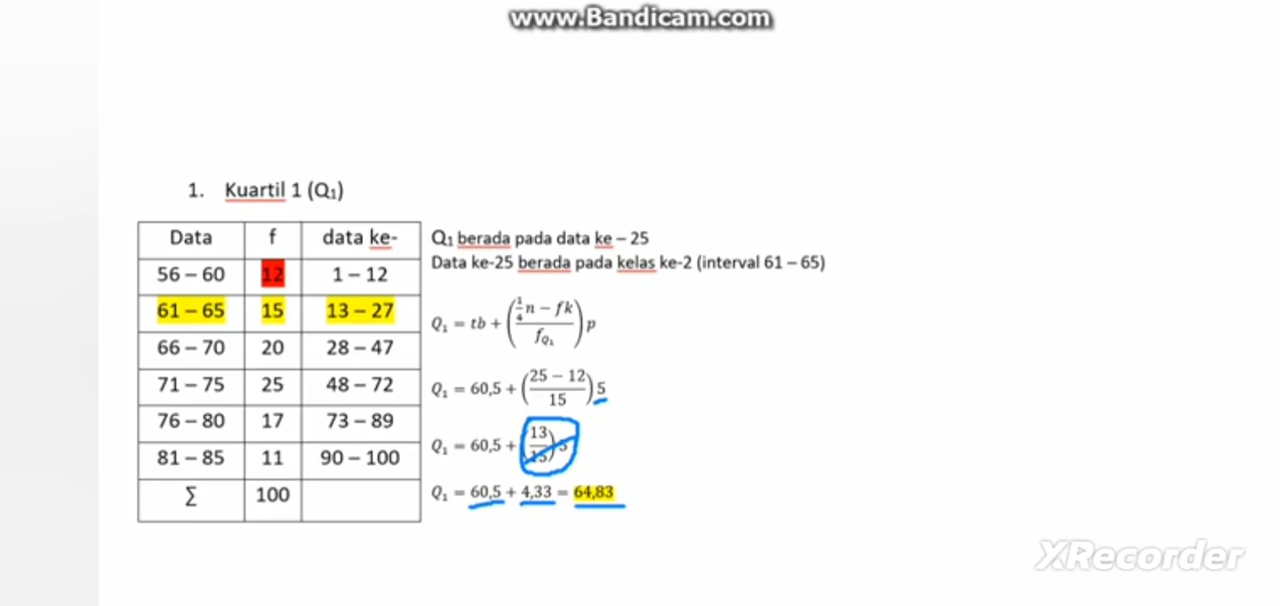 www.Bandicam.com
1. Kuartil 1 (Q₁)
Data f data ke-
56 – 60 12 1 – 12
61 – 65 15 13 – 27
66 – 70 20 28 – 47
71 – 75 25 48 – 72
76 – 80 17 73 – 89
81 – 85 11 90 – 100
Σ 100
Q₁ berada pada data ke – 25
Data ke-25 berada pada kelas ke-2 (interval 61 – 65)
Q₁ = tb + ((¼n − fk)/f_Q₁) p
Q₁ = 60,5 + ((25 − 12)/15) 5
Q₁ = 60,5 + (13/15) 5
Q₁ = 60,5 + 4,33 = 64,83
XRecorder